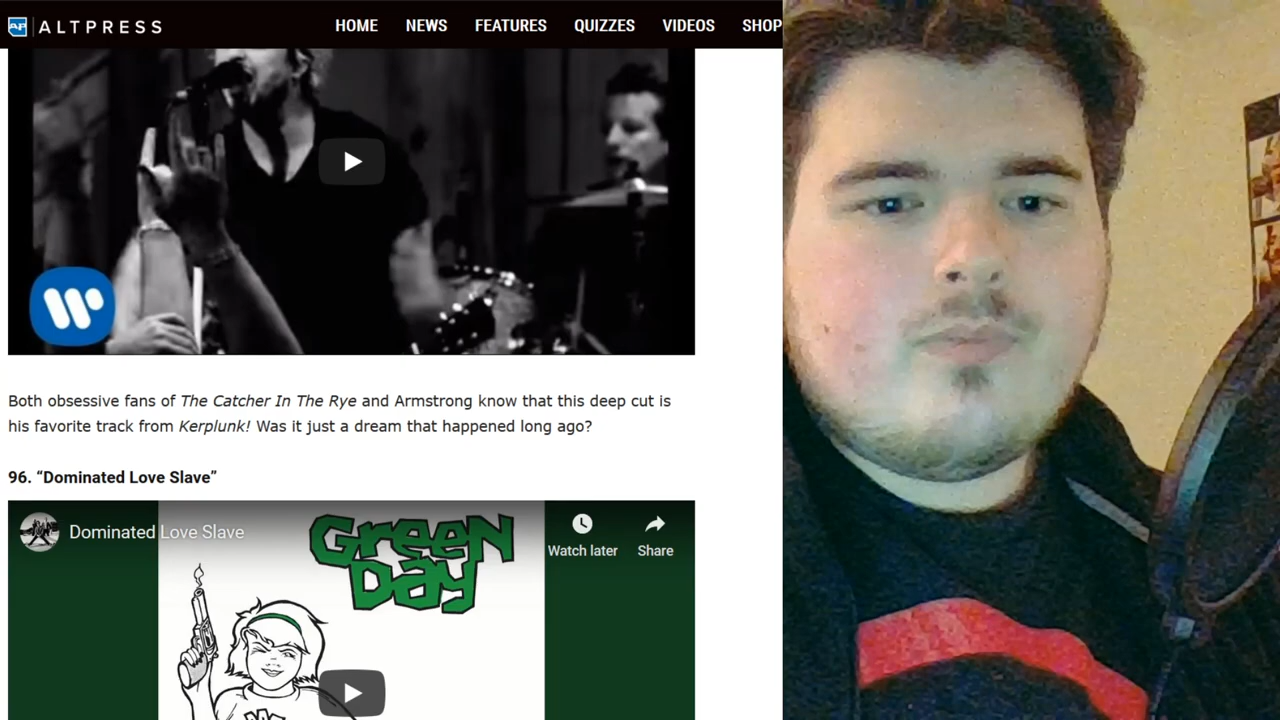 AP ALTPRESS HOME NEWS FEATURES QUIZZES VIDEOS SHOP
Both obsessive fans of The Catcher In The Rye and Armstrong know that this deep cut is
his favorite track from Kerplunk! Was it just a dream that happened long ago?
96. “Dominated Love Slave”
Dominated Love Slave
Watch later Share
GREEN
DAY